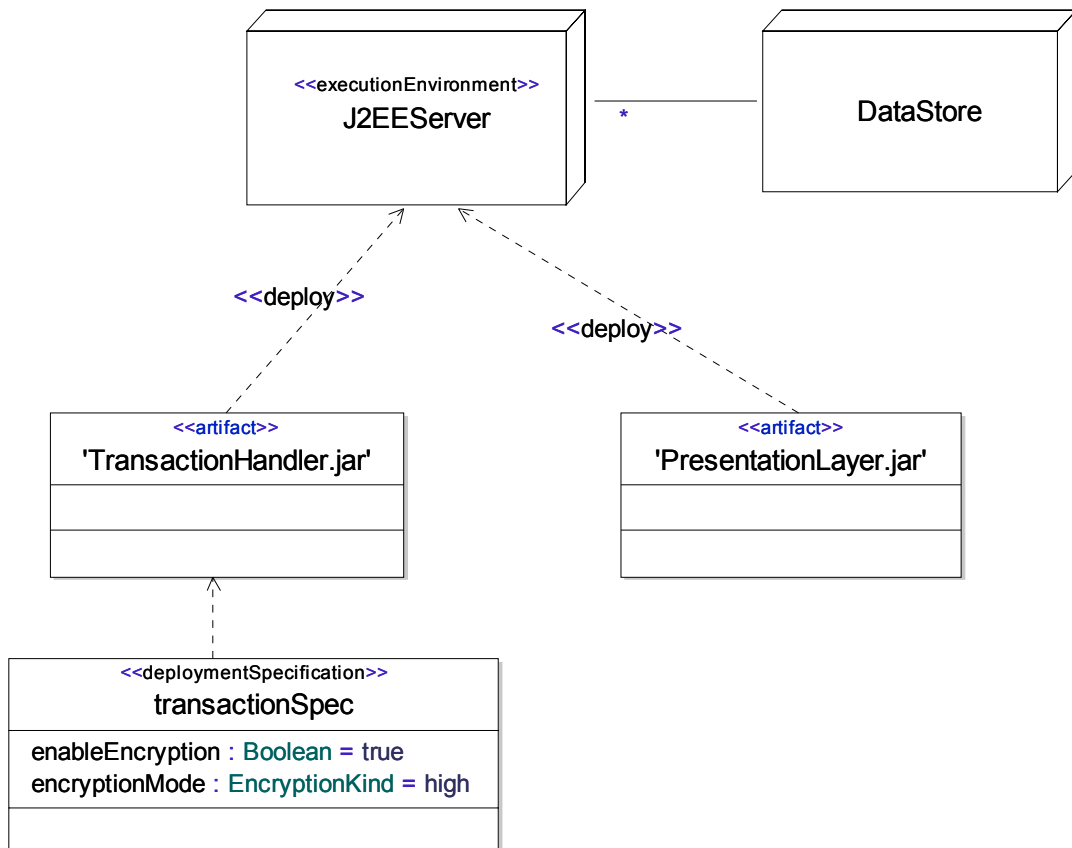 <<executionEnvironment>>
J2EEServer
*
DataStore
<<deploy>>
<<deploy>>
<<artifact>>
'TransactionHandler.jar'
<<artifact>>
'PresentationLayer.jar'
<<deploymentSpecification>>
transactionSpec
enableEncryption : Boolean = true
encryptionMode : EncryptionKind = high